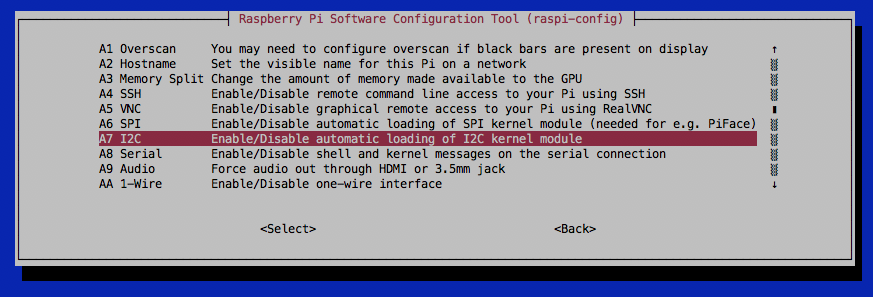 Raspberry Pi Software Configuration Tool (raspi-config)
A1 Overscan You may need to configure overscan if black bars are present on display
A2 Hostname Set the visible name for this Pi on a network
A3 Memory Split Change the amount of memory made available to the GPU
A4 SSH Enable/Disable remote command line access to your Pi using SSH
A5 VNC Enable/Disable graphical remote access to your Pi using RealVNC
A6 SPI Enable/Disable automatic loading of SPI kernel module (needed for e.g. PiFace)
A7 I2C Enable/Disable automatic loading of I2C kernel module
A8 Serial Enable/Disable shell and kernel messages on the serial connection
A9 Audio Force audio out through HDMI or 3.5mm jack
AA 1-Wire Enable/Disable one-wire interface
<Select> <Back>